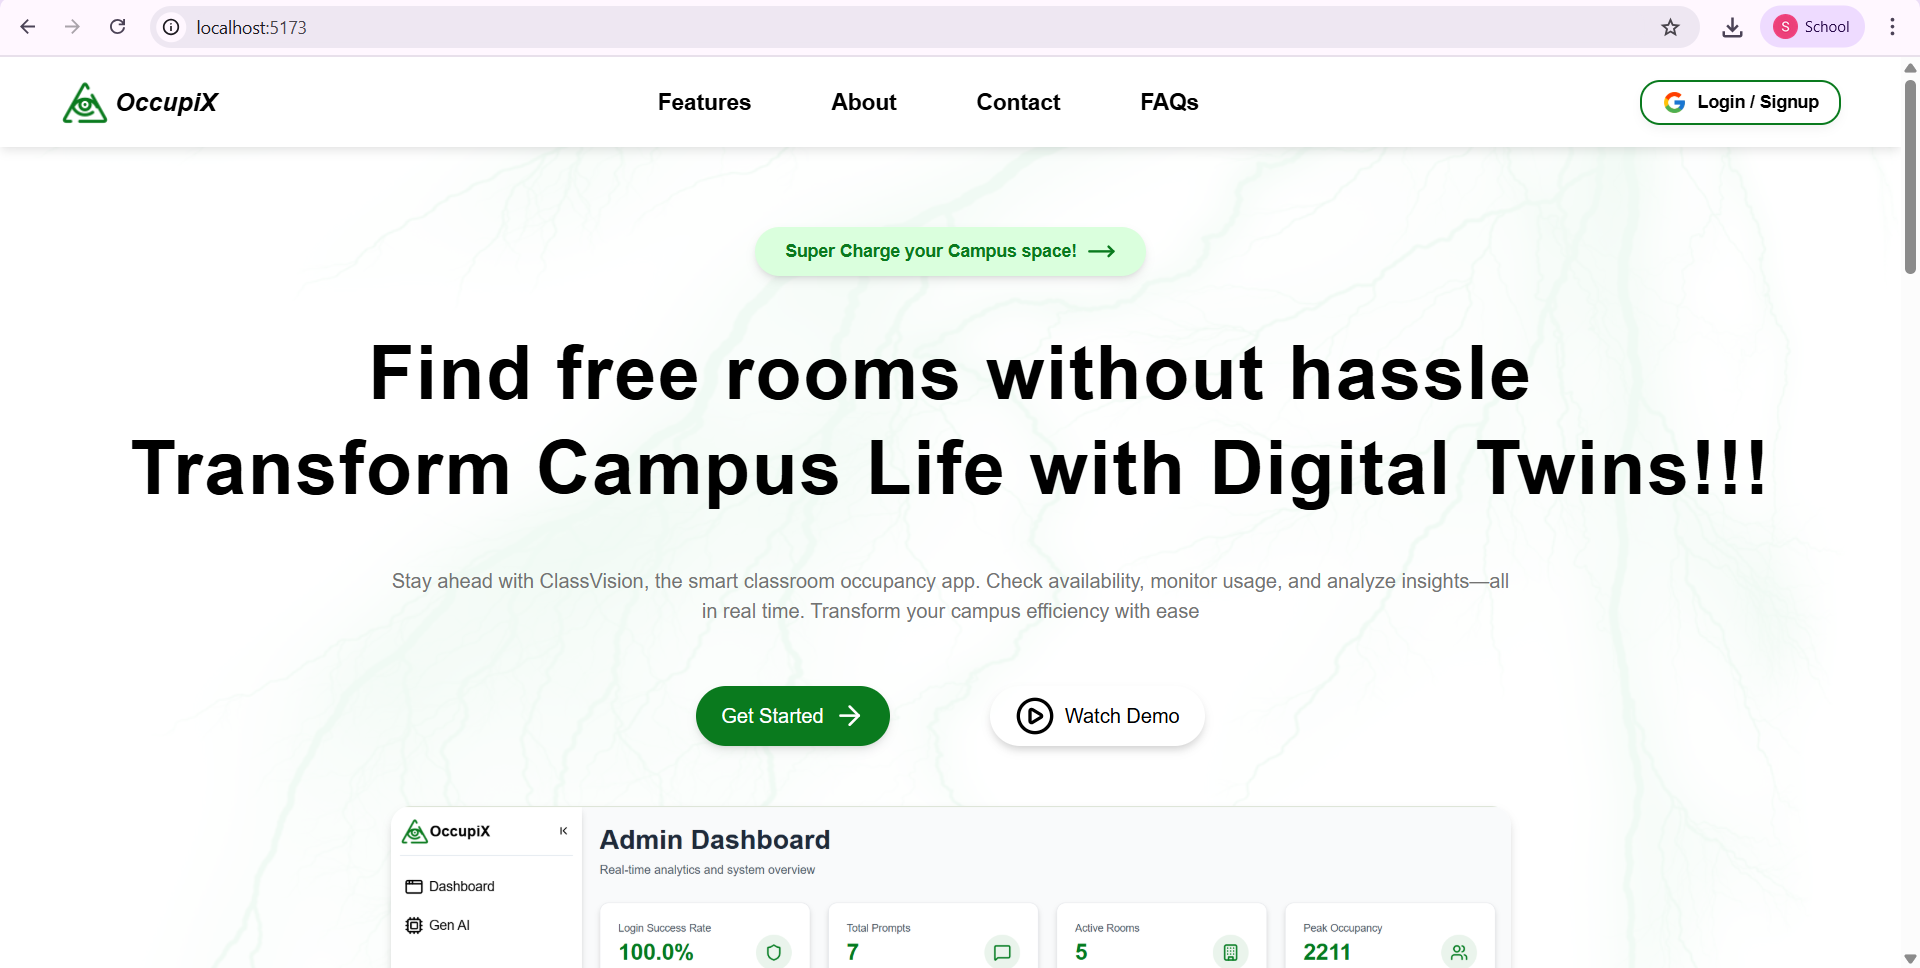 localhost:5173
S School
OccupiX
Features
About
Contact
FAQs
Login / Signup
Super Charge your Campus space!
Find free rooms without hassle
Transform Campus Life with Digital Twins!!!
Stay ahead with ClassVision, the smart classroom occupancy app. Check availability, monitor usage, and analyze insights—all
in real time. Transform your campus efficiency with ease
Get Started
Watch Demo
OccupiX
Dashboard
Gen AI
Admin Dashboard
Real-time analytics and system overview
Login Success Rate
100.0%
Total Prompts
7
Active Rooms
5
Peak Occupancy
2211